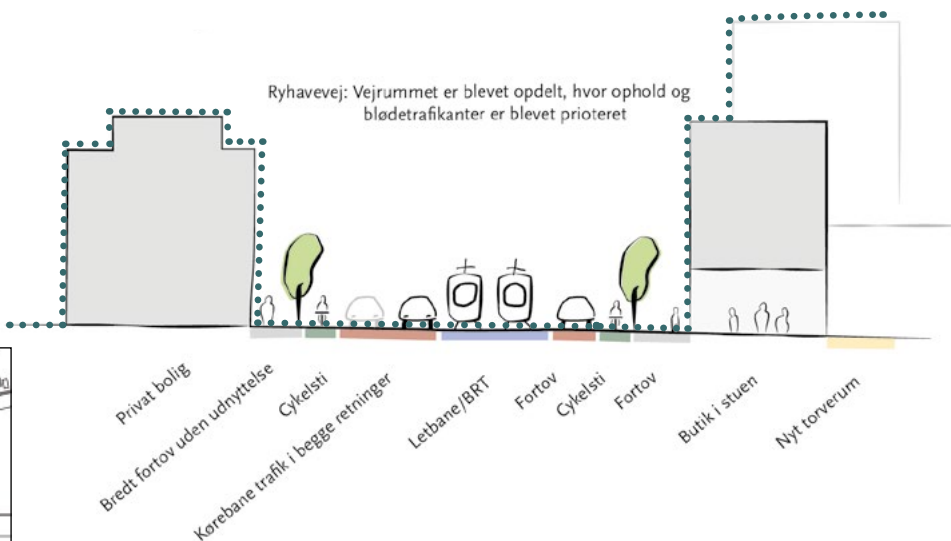 Ryhavevej: Vejrummet er blevet opdelt, hvor ophold og
blødetrafikanter er blevet prioteret
Privat bolig
Bredt fortov uden udnyttelse
Cykelsti
Kørebane trafik i begge retninger
Letbane/BRT
Fortov
Cykelsti
Fortov
Butik i stuen
Nyt torverum